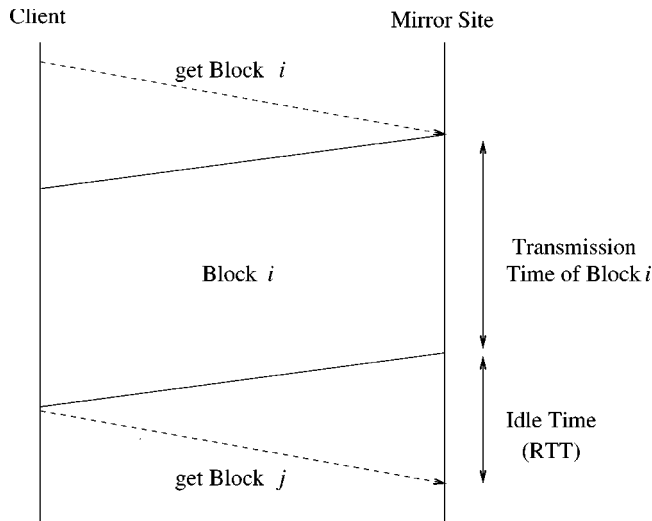 Client
Mirror Site
get Block i
Transmission
Time of Block i
Block i
Idle Time
(RTT)
get Block j